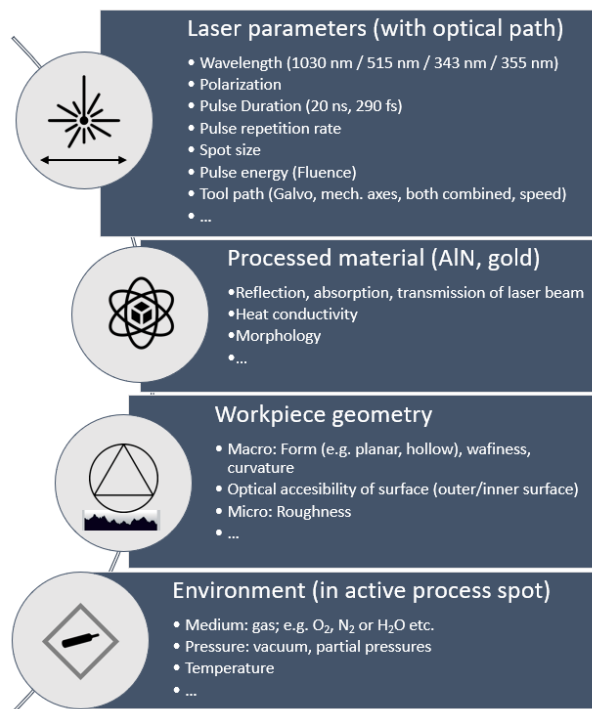 Laser parameters (with optical path)
• Wavelength (1030 nm / 515 nm / 343 nm / 355 nm)
• Polarization
• Pulse Duration (20 ns, 290 fs)
• Pulse repetition rate
• Spot size
• Pulse energy (Fluence)
• Tool path (Galvo, mech. axes, both combined, speed)
• ...
Processed material (AlN, gold)
•Reflection, absorption, transmission of laser beam
•Heat conductivity
•Morphology
•...
Workpiece geometry
• Macro: Form (e.g. planar, hollow), wafiness,
curvature
• Optical accesibility of surface (outer/inner surface)
• Micro: Roughness
• ...
Environment (in active process spot)
• Medium: gas; e.g. O₂, N₂ or H₂O etc.
• Pressure: vacuum, partial pressures
• Temperature
• ...